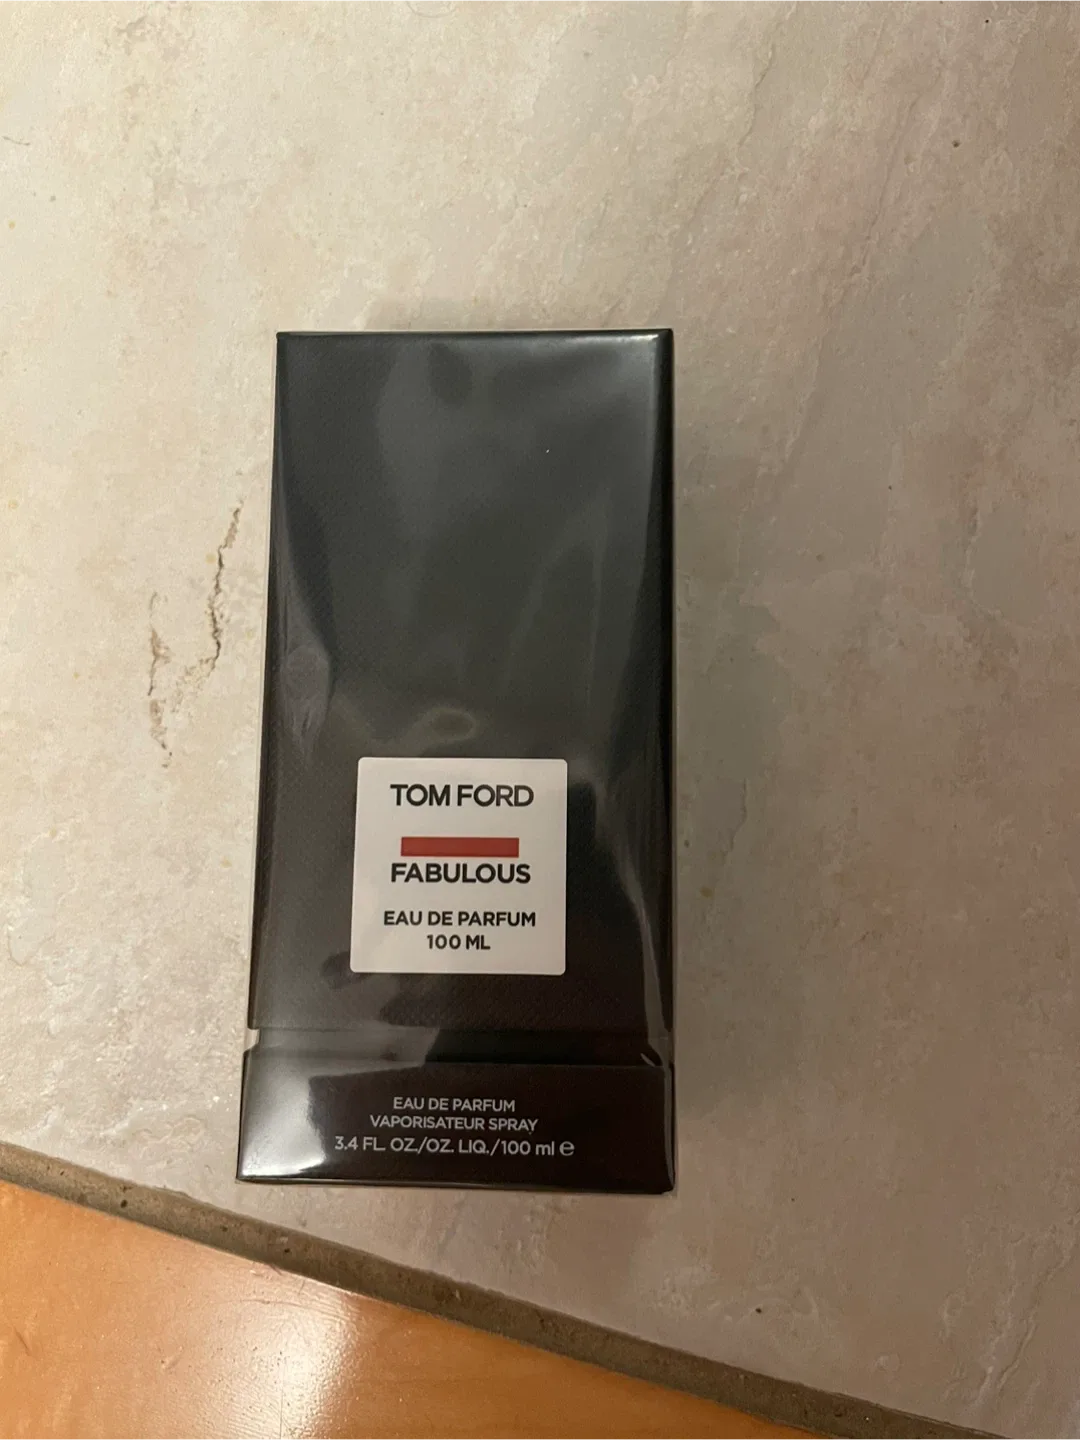 TOM FORD
FABULOUS
EAU DE PARFUM
100 ML
EAU DE PARFUM
VAPORISATEUR SPRAY
3.4 FL. OZ./OZ. LIQ./100 ml ℮